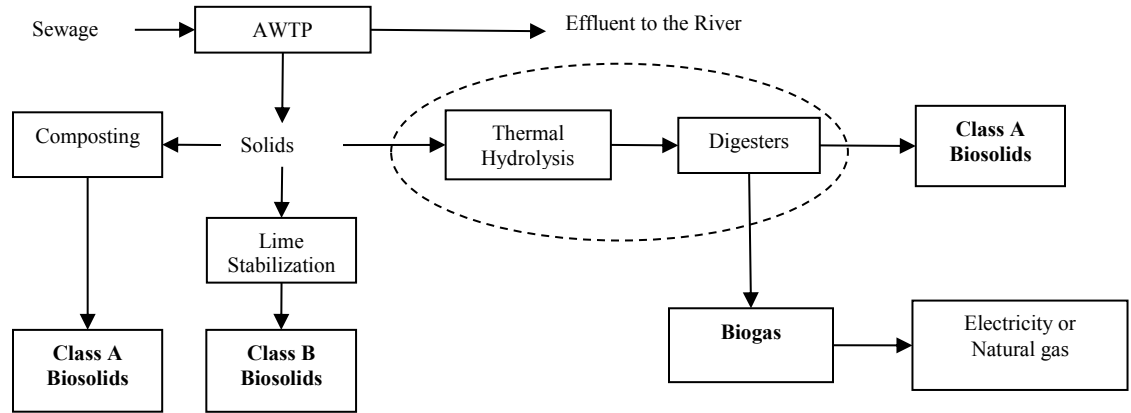 Sewage
AWTP
Effluent to the River
Composting
Solids
Thermal
Hydrolysis
Digesters
Class A
Biosolids
Lime
Stabilization
Class A
Biosolids
Class B
Biosolids
Biogas
Electricity or
Natural gas